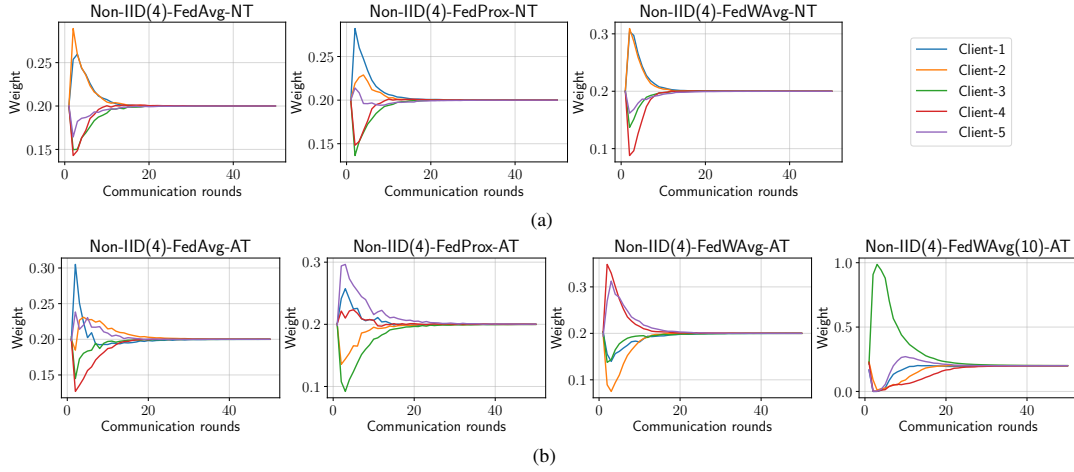 Non-IID(4)-FedAvg-NT
Non-IID(4)-FedProx-NT
Non-IID(4)-FedWAvg-NT
Weight
0.25
0.20
0.15
0
20
40
Communication rounds
Weight
0.25
0.20
0.15
0
20
40
Communication rounds
Weight
0.3
0.2
0.1
0
20
40
Communication rounds
Client-1
Client-2
Client-3
Client-4
Client-5
(a)
Non-IID(4)-FedAvg-AT
Non-IID(4)-FedProx-AT
Non-IID(4)-FedWAvg-AT
Non-IID(4)-FedWAvg(10)-AT
Weight
0.30
0.25
0.20
0.15
0
20
40
Communication rounds
Weight
0.3
0.2
0.1
0
20
40
Communication rounds
Weight
0.3
0.2
0.1
0
20
40
Communication rounds
Weight
1.0
0.5
0.0
0
20
40
Communication rounds
(b)